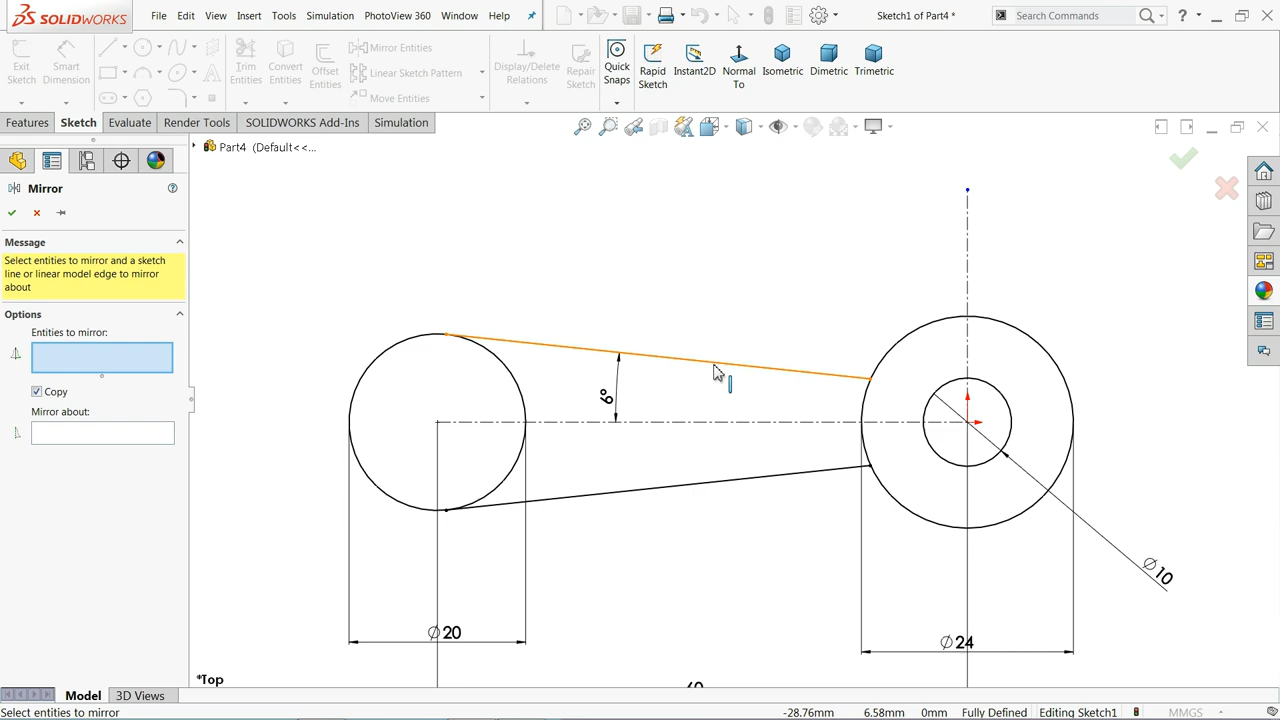 SOLIDWORKS File Edit View Insert Tools Simulation PhotoView 360 Window Help Sketch1 of Part4 * Search Commands ?
Exit Sketch
Smart Dimension
Trim Entities
Convert Entities
Offset Entities
Mirror Entities
Linear Sketch Pattern
Move Entities
Display/Delete Relations
Repair Sketch
Quick Snaps
Rapid Sketch
Instant2D
Normal To
Isometric
Dimetric
Trimetric
Features Sketch Evaluate Render Tools SOLIDWORKS Add-Ins Simulation
Part4 (Default<<...
Mirror
Message
Select entities to mirror and a sketch
line or linear model edge to mirror
about
Options
Entities to mirror:
Copy
Mirror about:
6°
∅10
∅20
∅24
*Top
Model 3D Views
Select entities to mirror -28.76mm 6.58mm 0mm Fully Defined Editing Sketch1 MMGS